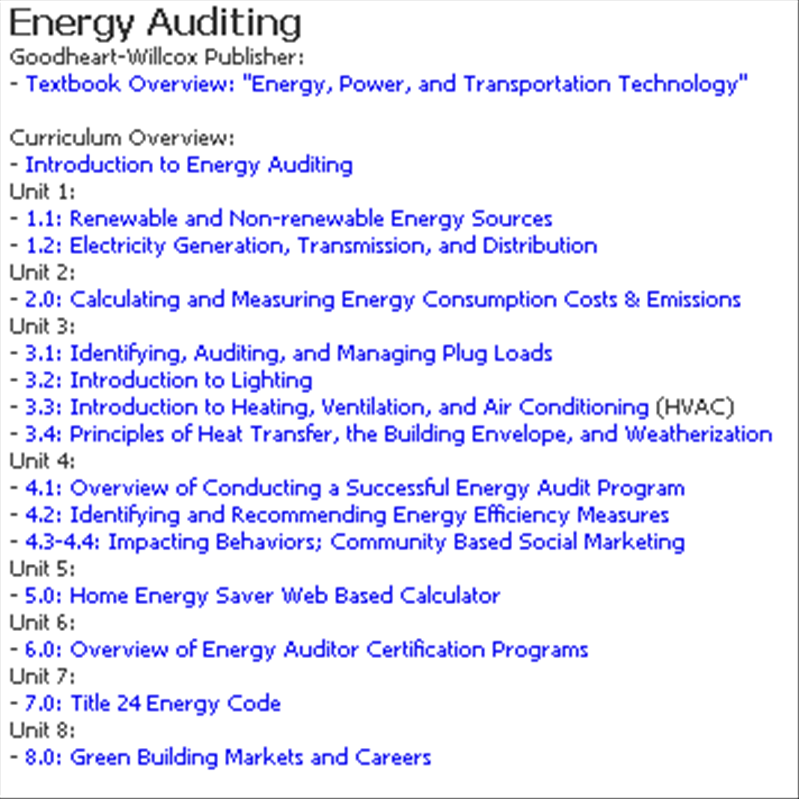 Energy Auditing
Goodheart-Willcox Publisher:
- Textbook Overview: "Energy, Power, and Transportation Technology"
Curriculum Overview:
- Introduction to Energy Auditing
Unit 1:
- 1.1: Renewable and Non-renewable Energy Sources
- 1.2: Electricity Generation, Transmission, and Distribution
Unit 2:
- 2.0: Calculating and Measuring Energy Consumption Costs & Emissions
Unit 3:
- 3.1: Identifying, Auditing, and Managing Plug Loads
- 3.2: Introduction to Lighting
- 3.3: Introduction to Heating, Ventilation, and Air Conditioning (HVAC)
- 3.4: Principles of Heat Transfer, the Building Envelope, and Weatherization
Unit 4:
- 4.1: Overview of Conducting a Successful Energy Audit Program
- 4.2: Identifying and Recommending Energy Efficiency Measures
- 4.3-4.4: Impacting Behaviors; Community Based Social Marketing
Unit 5:
- 5.0: Home Energy Saver Web Based Calculator
Unit 6:
- 6.0: Overview of Energy Auditor Certification Programs
Unit 7:
- 7.0: Title 24 Energy Code
Unit 8:
- 8.0: Green Building Markets and Careers